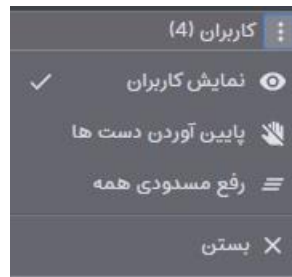 کاربران (4)
نمایش کاربران
پایین آوردن دست ها
رفع مسدودی همه
بستن